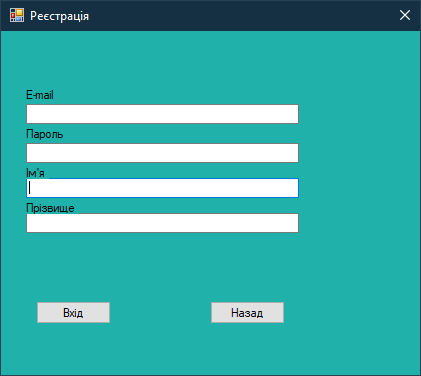 Реєстрація
E-mail
Пароль
Ім'я
Прізвище
Вхід
Назад